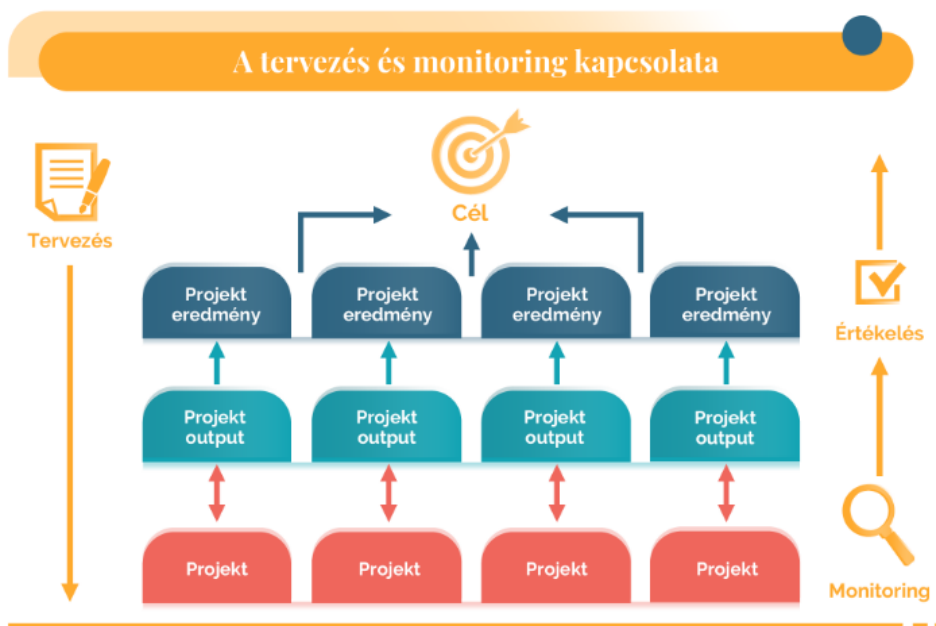 A tervezés és monitoring kapcsolata
Cél
Tervezés
Projekt
eredmény
Projekt
eredmény
Projekt
eredmény
Projekt
eredmény
Értékelés
Projekt
output
Projekt
output
Projekt
output
Projekt
output
Projekt
Projekt
Projekt
Projekt
Monitoring